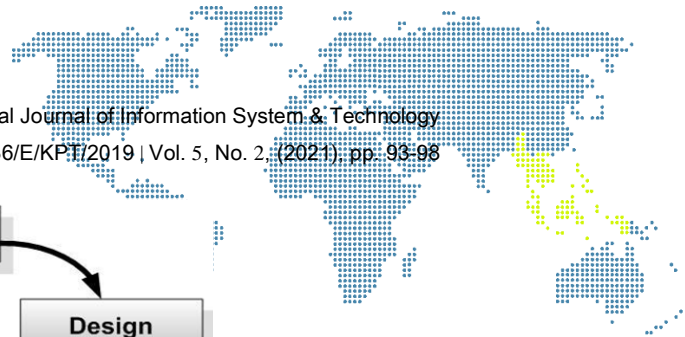 al Journal of Information System & Technology
6/E/KPT/2019 | Vol. 5, No. 2, (2021), pp. 93-98
Design